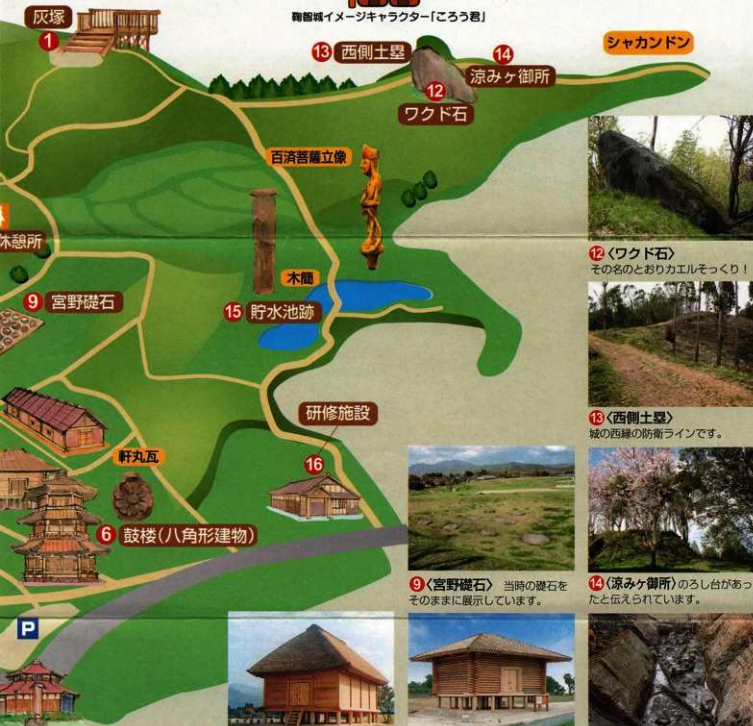 鞠智城イメージキャラクター「ころう君」
灰塚
1
13 西側土塁
14
涼みヶ御所
12
ワクド石
シャカンドン
百済菩薩立像
休憩所
木簡
9 宮野礎石
15 貯水池跡
研修施設
16
軒丸瓦
6 鼓楼(八角形建物)
P
12〈ワクド石〉
その名のとおりカエルそっくり！
13〈西側土塁〉
城の西縁の防衛ラインです。
9〈宮野礎石〉 当時の礎石を
そのままに展示しています。
14〈涼みヶ御所〉のろし台があっ
たと伝えられています。